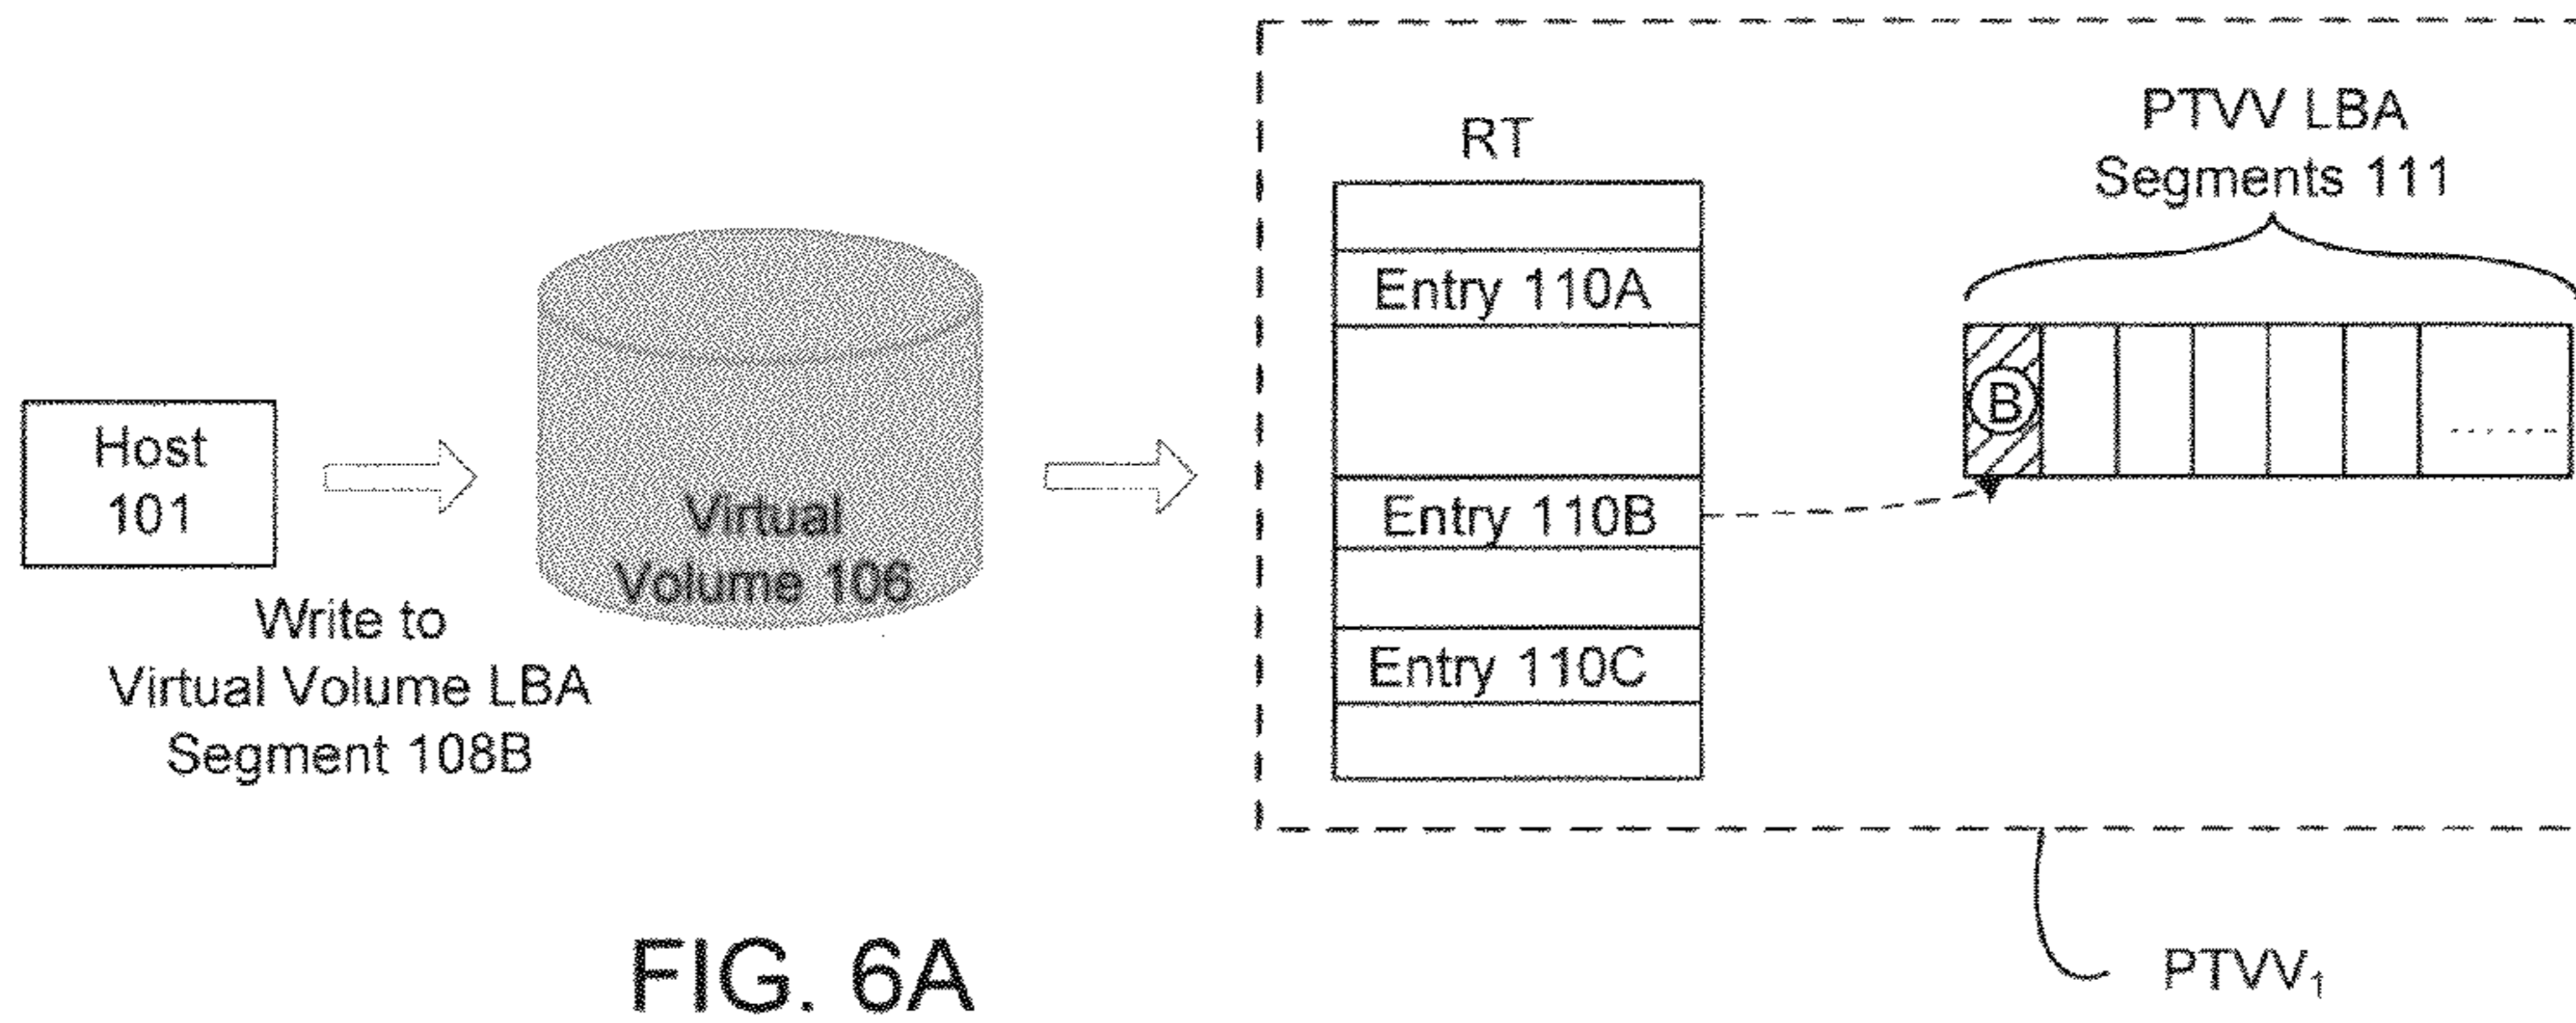 Host
101
Write to
Virtual Volume LBA
Segment 108B
Virtual
Volume 106
RT
Entry 110A
Entry 110B
Entry 110C
PTVV LBA
Segments 111
B
PTVV₁
FIG. 6A